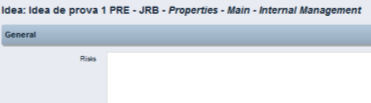 Idea: Idea de prova 1 PRE - JRB - Properties - Main - Internal Management
General
Risks